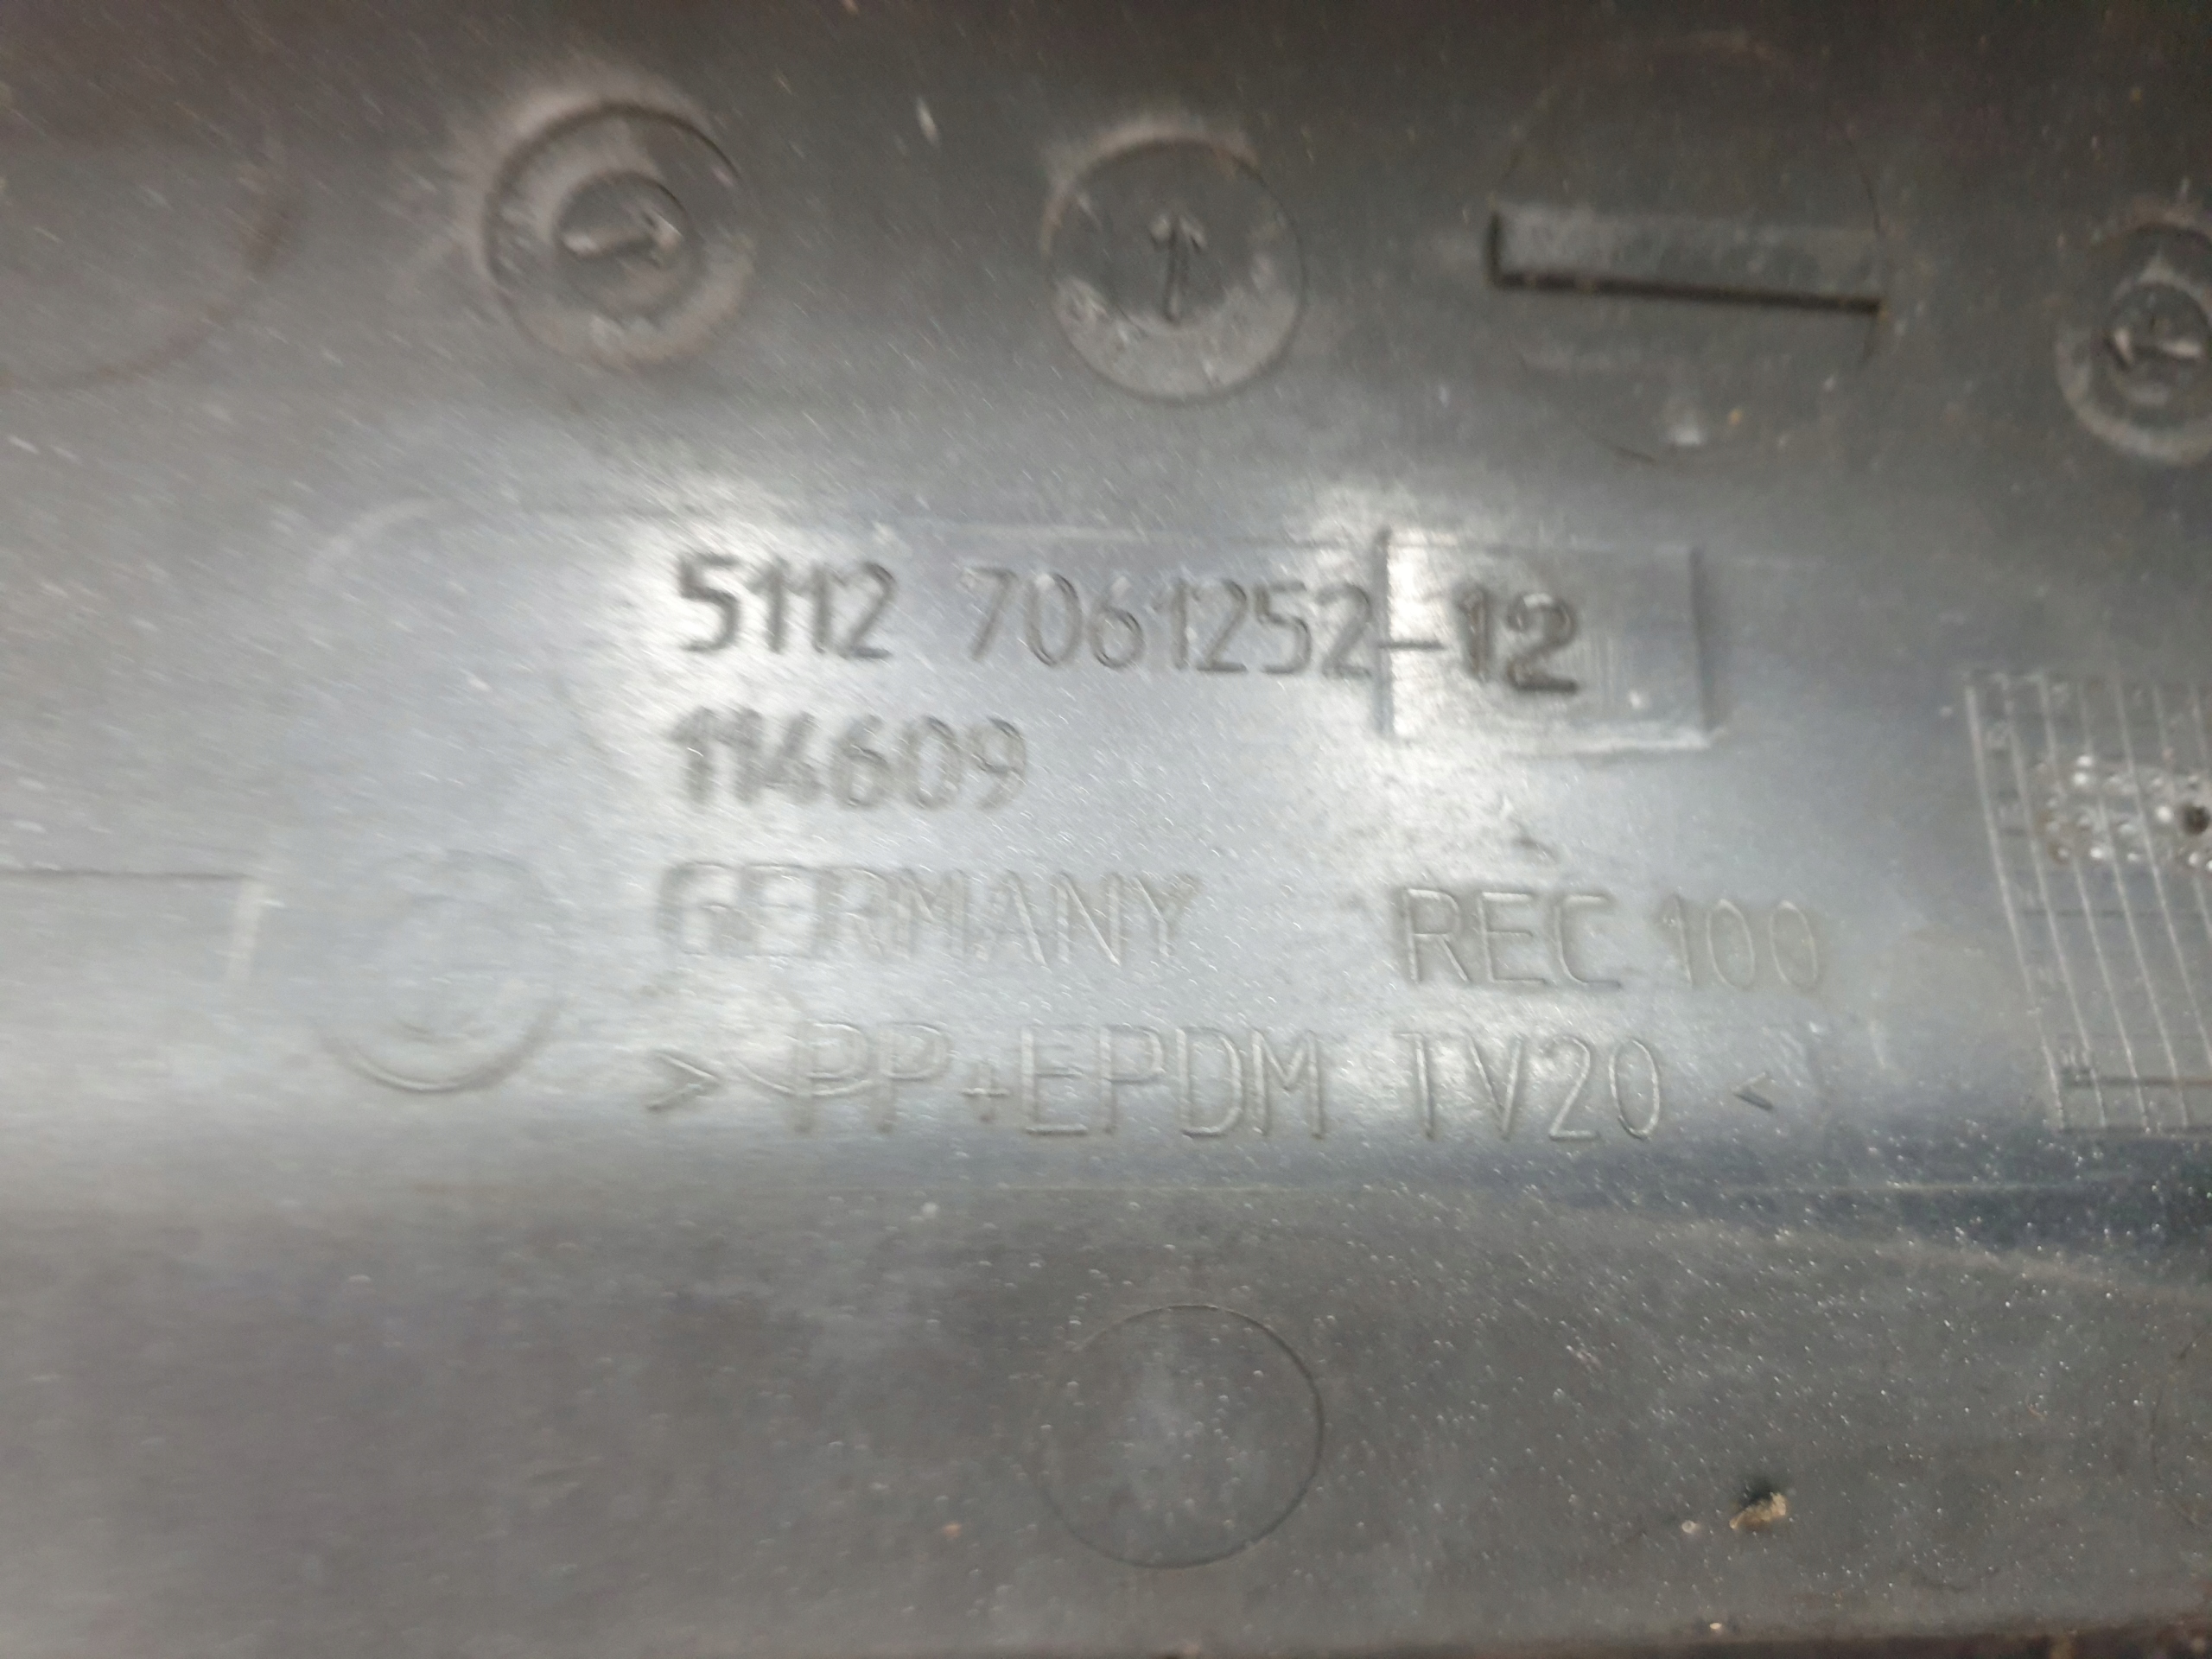 5112 7061252-12
114609
GERMANY REC 100
> PP+EPDM TV20 <